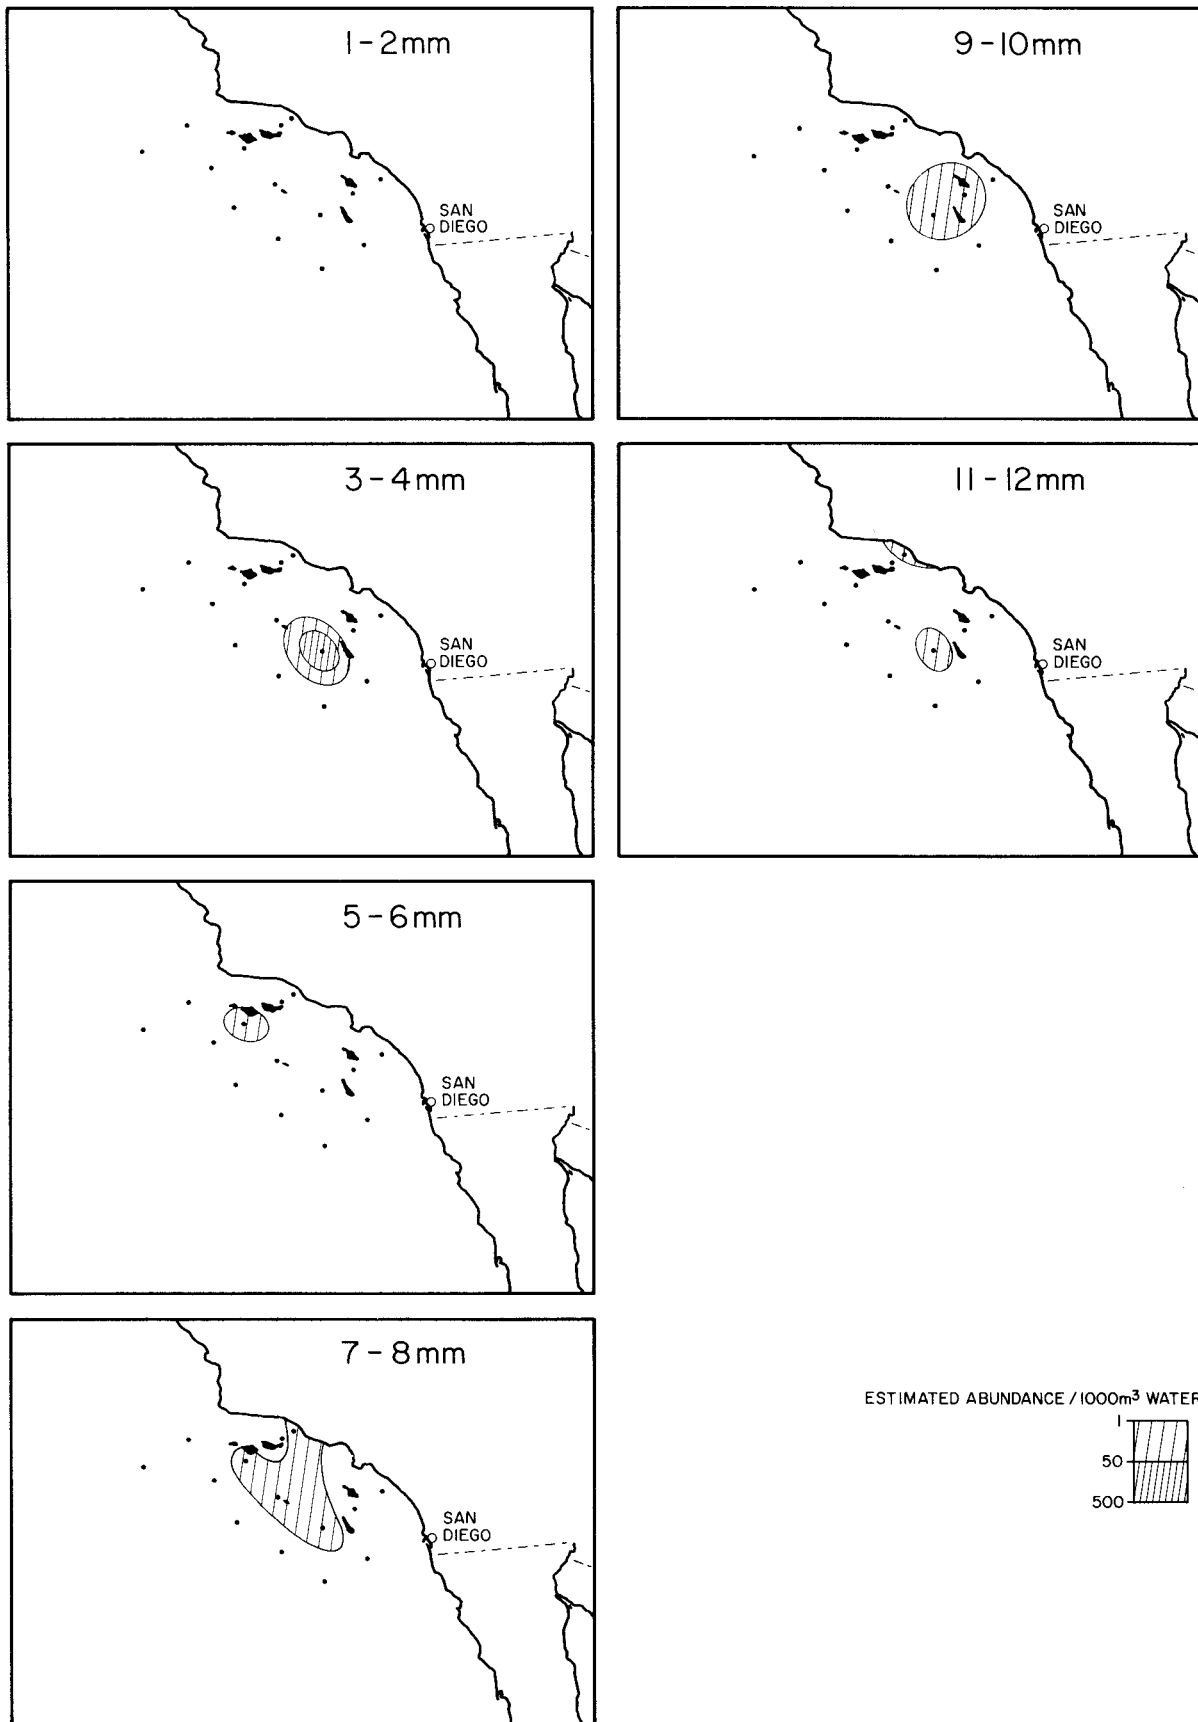 1-2mm
SAN
DIEGO
9-10mm
SAN
DIEGO
3-4mm
SAN
DIEGO
11-12mm
SAN
DIEGO
5-6mm
SAN
DIEGO
7-8mm
SAN
DIEGO
ESTIMATED ABUNDANCE/1000m³ WATER
1
50
500